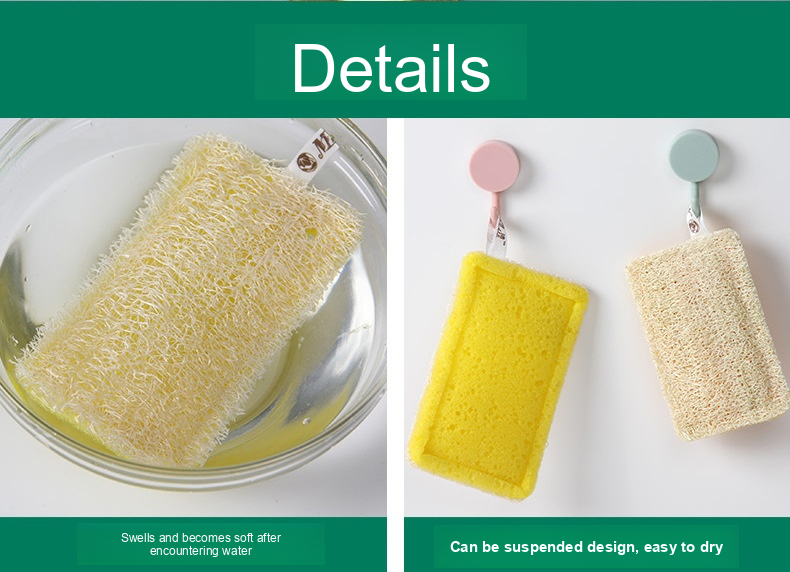 Details
Swells and becomes soft after
encountering water
Can be suspended design, easy to dry